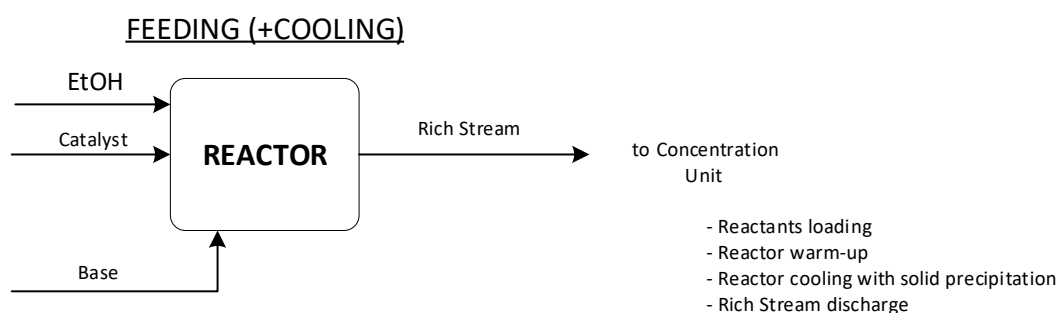 FEEDING (+COOLING)
EtOH
Catalyst
REACTOR
Rich Stream
to Concentration
Unit
Base
- Reactants loading
- Reactor warm-up
- Reactor cooling with solid precipitation
- Rich Stream discharge